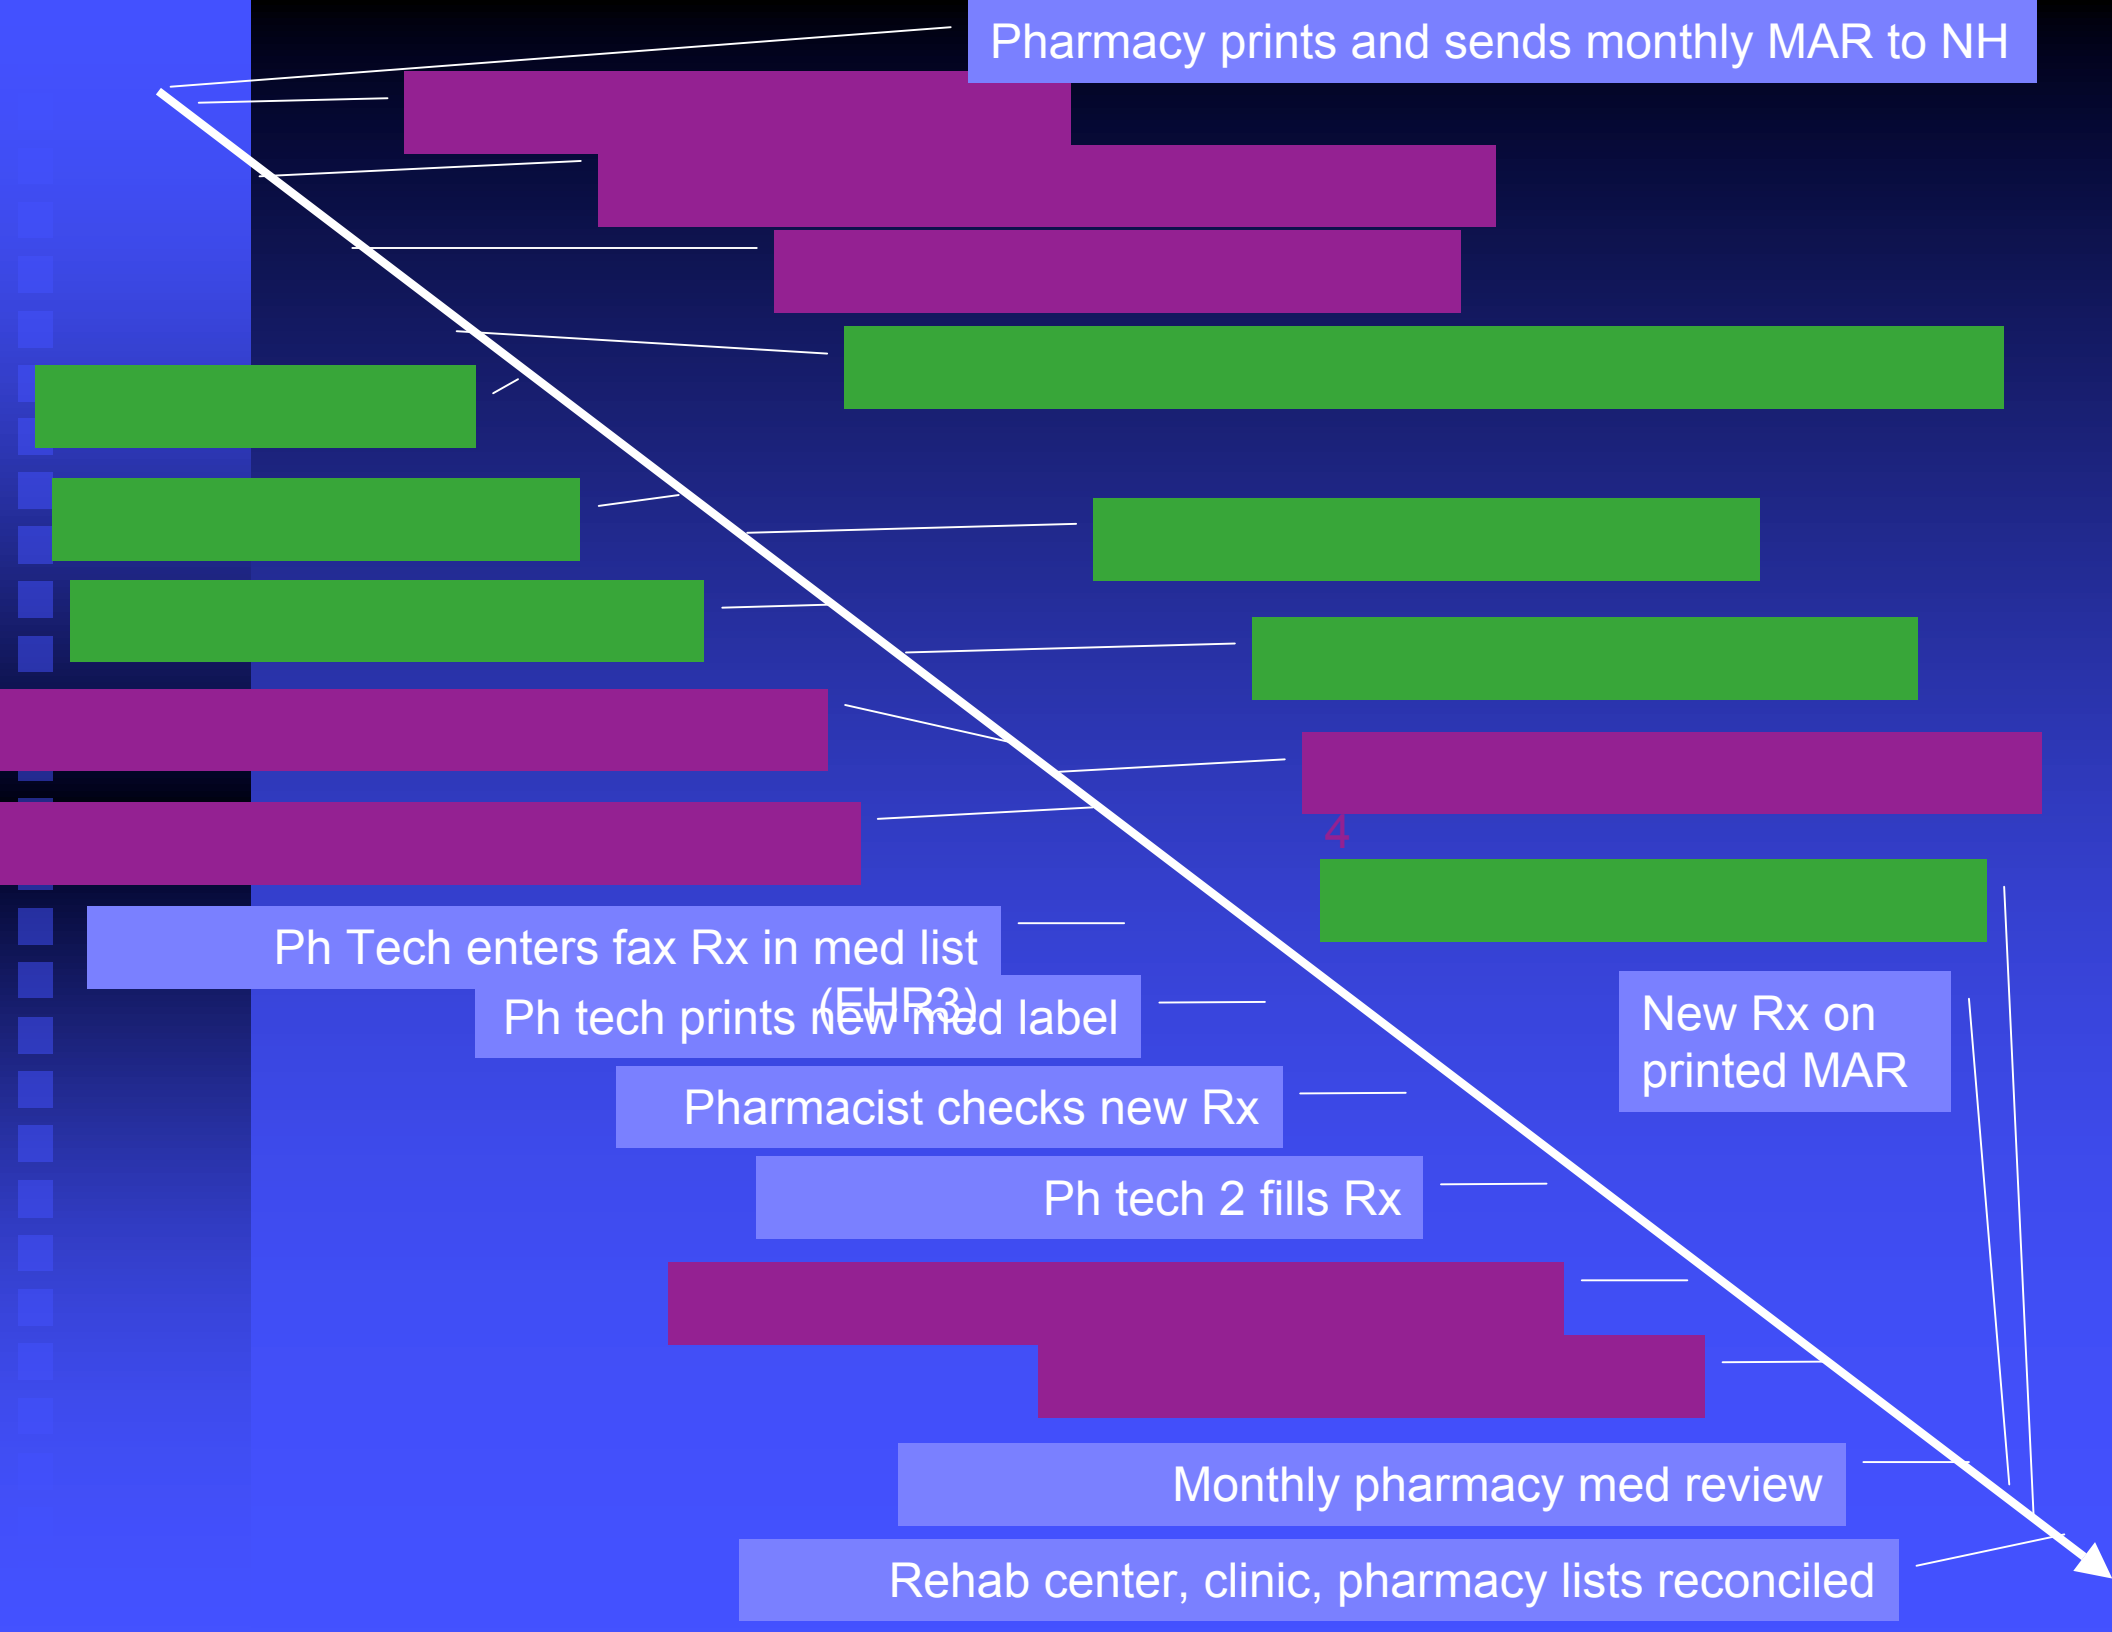 Pharmacy prints and sends monthly MAR to NH
4
Ph Tech enters fax Rx in med list
(EHR3)
Ph tech prints new med label
New Rx on
printed MAR
Pharmacist checks new Rx
Ph tech 2 fills Rx
Monthly pharmacy med review
Rehab center, clinic, pharmacy lists reconciled